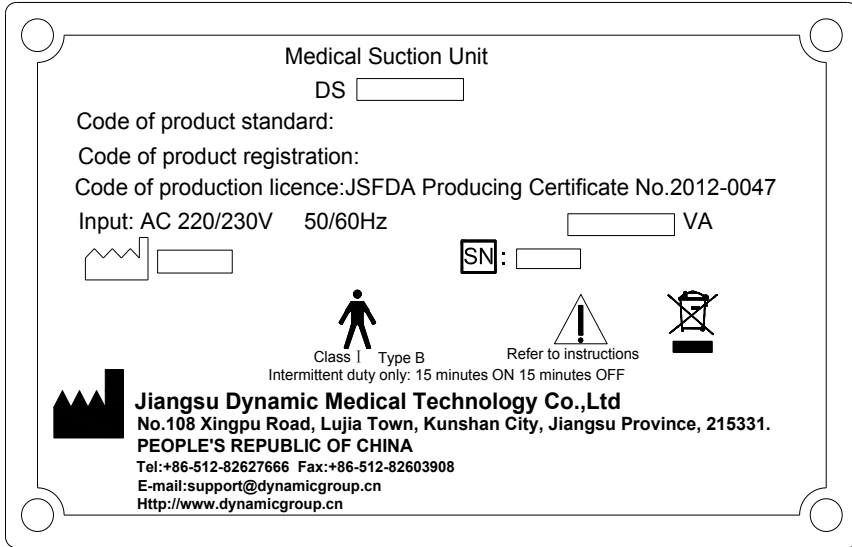 Medical Suction Unit
DS
Code of product standard:
Code of product registration:
Code of production licence:JSFDA Producing Certificate No.2012-0047
Input: AC 220/230V 50/60Hz VA
SN :
Class I Type B
Refer to instructions
Intermittent duty only: 15 minutes ON 15 minutes OFF
Jiangsu Dynamic Medical Technology Co.,Ltd
No.108 Xingpu Road, Lujia Town, Kunshan City, Jiangsu Province, 215331.
PEOPLE'S REPUBLIC OF CHINA
Tel:+86-512-82627666 Fax:+86-512-82603908
E-mail:support@dynamicgroup.cn
Http://www.dynamicgroup.cn